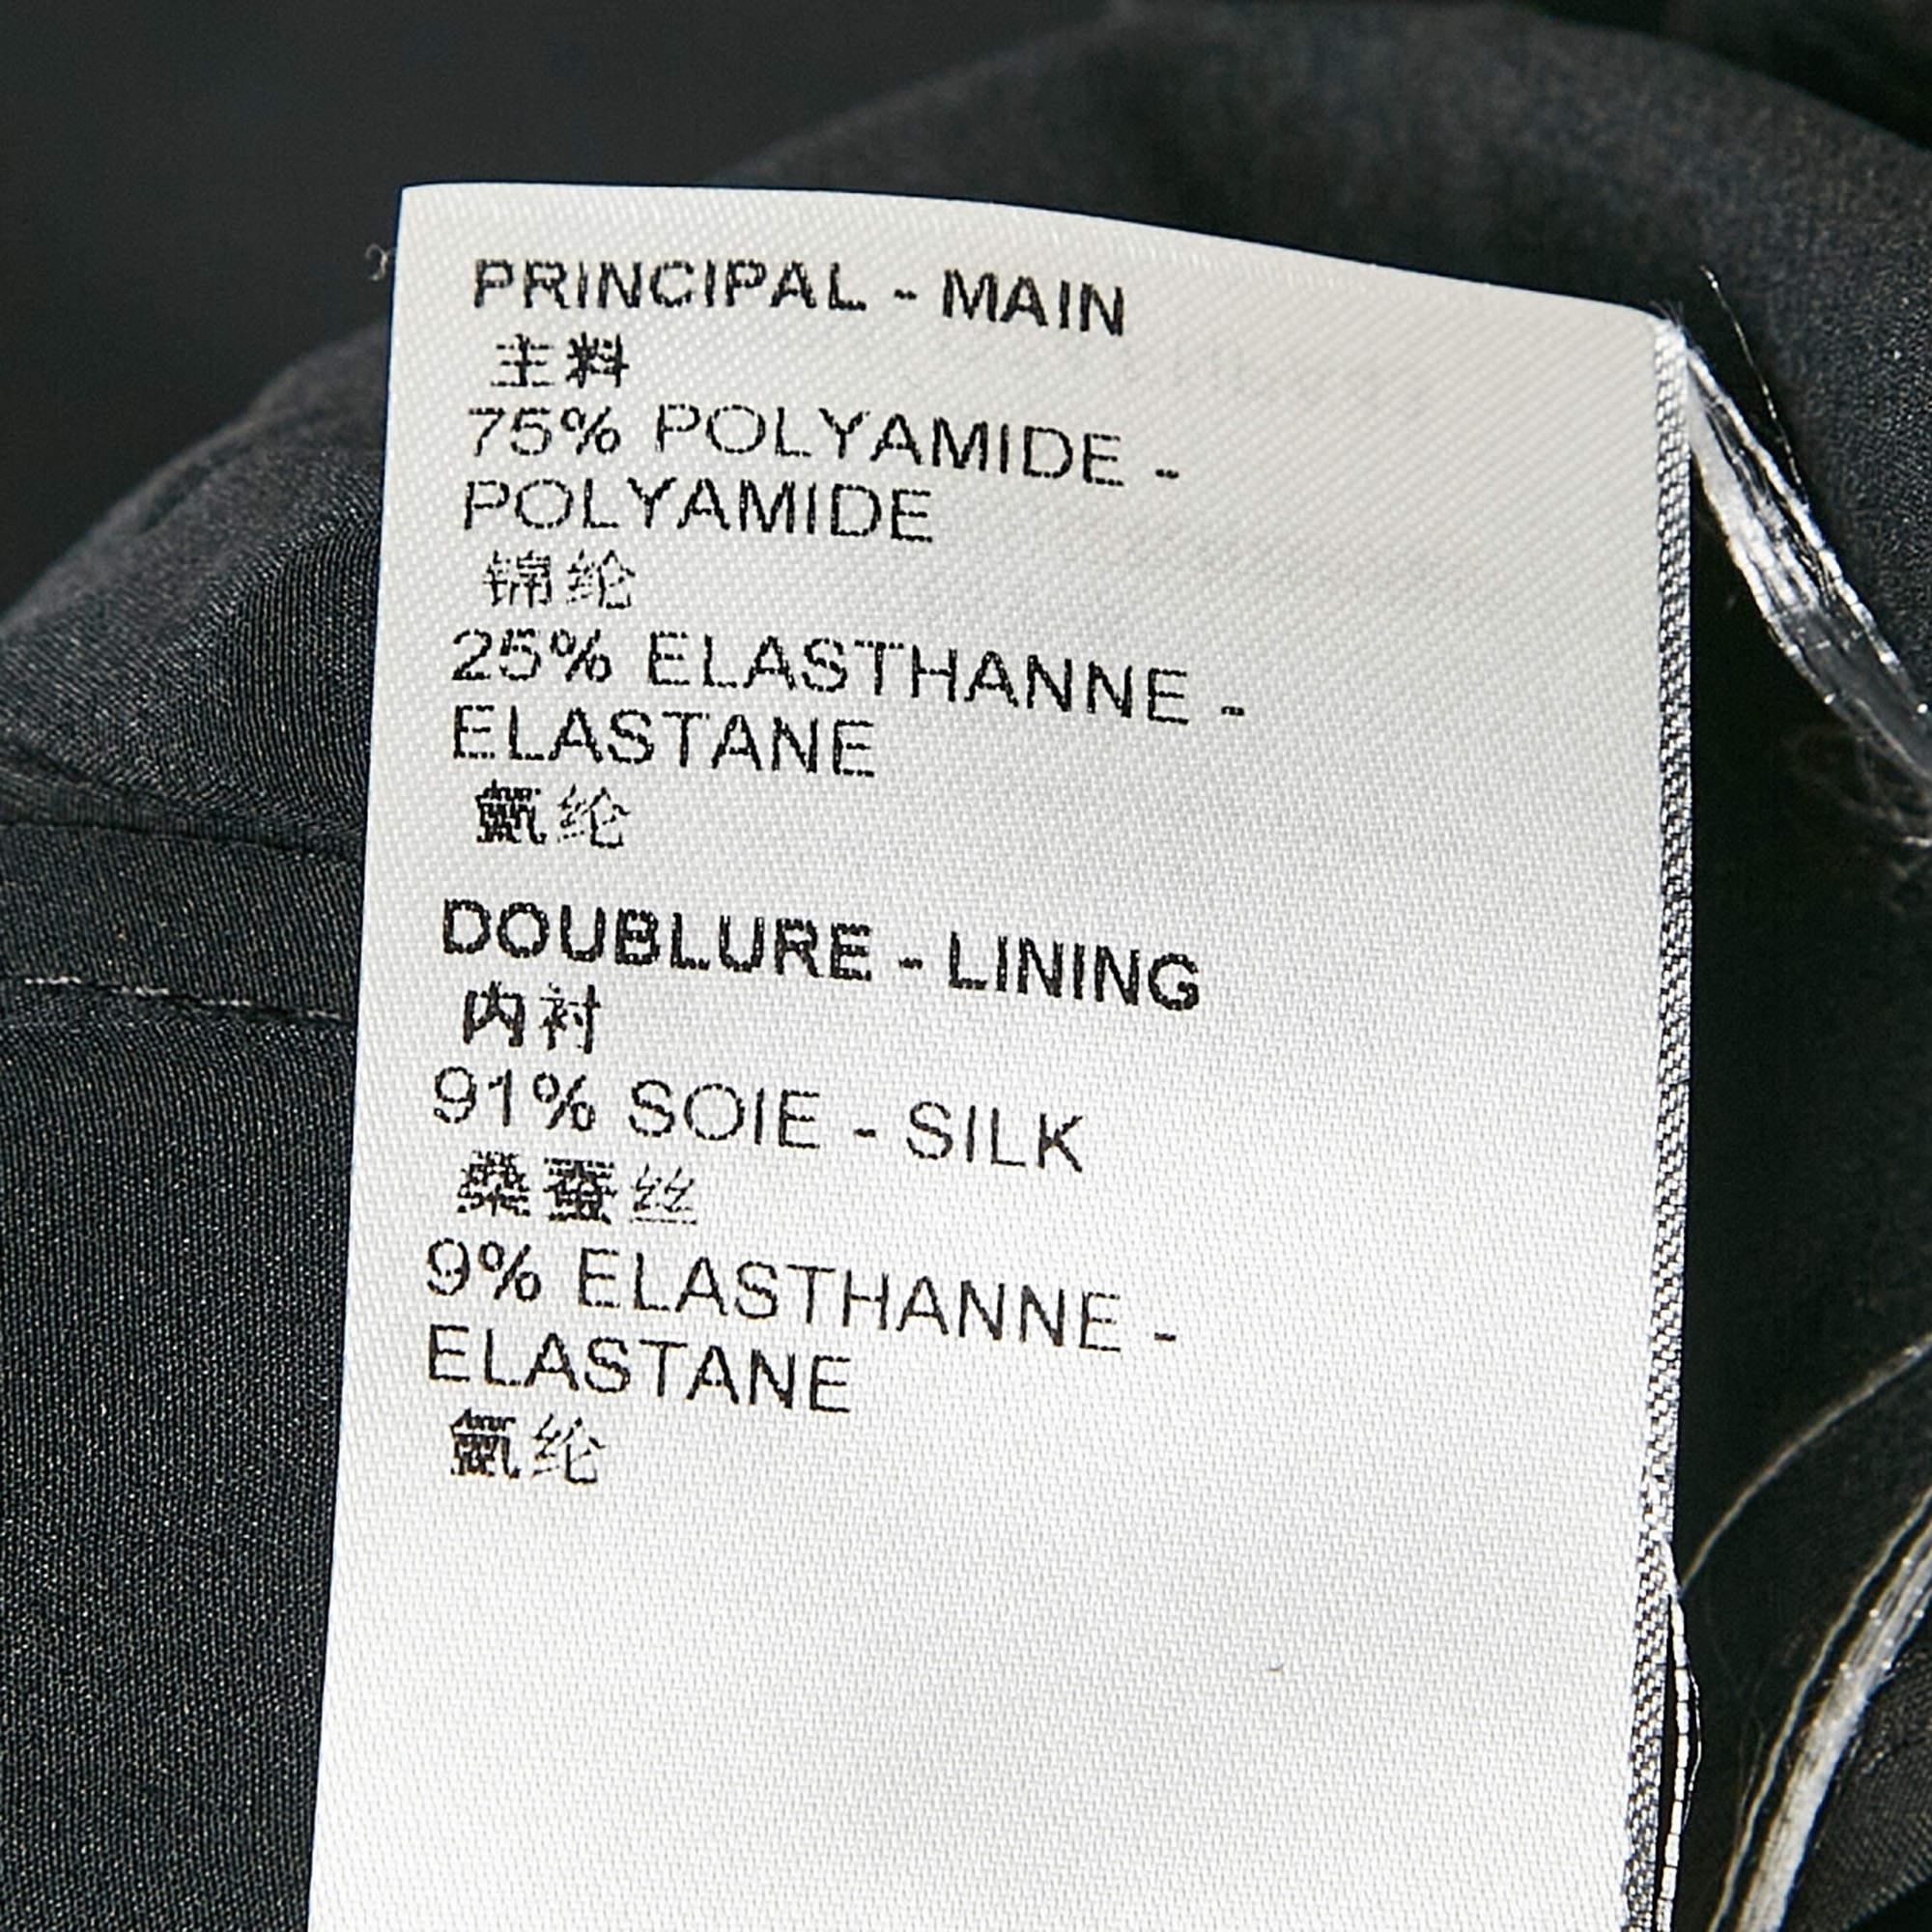 PRINCIPAL - MAIN
主料
75% POLYAMIDE -
POLYAMIDE
锦纶
25% ELASTHANNE -
ELASTANE
氨纶
DOUBLURE - LINING
内衬
91% SOIE - SILK
桑蚕丝
9% ELASTHANNE -
ELASTANE
氨纶